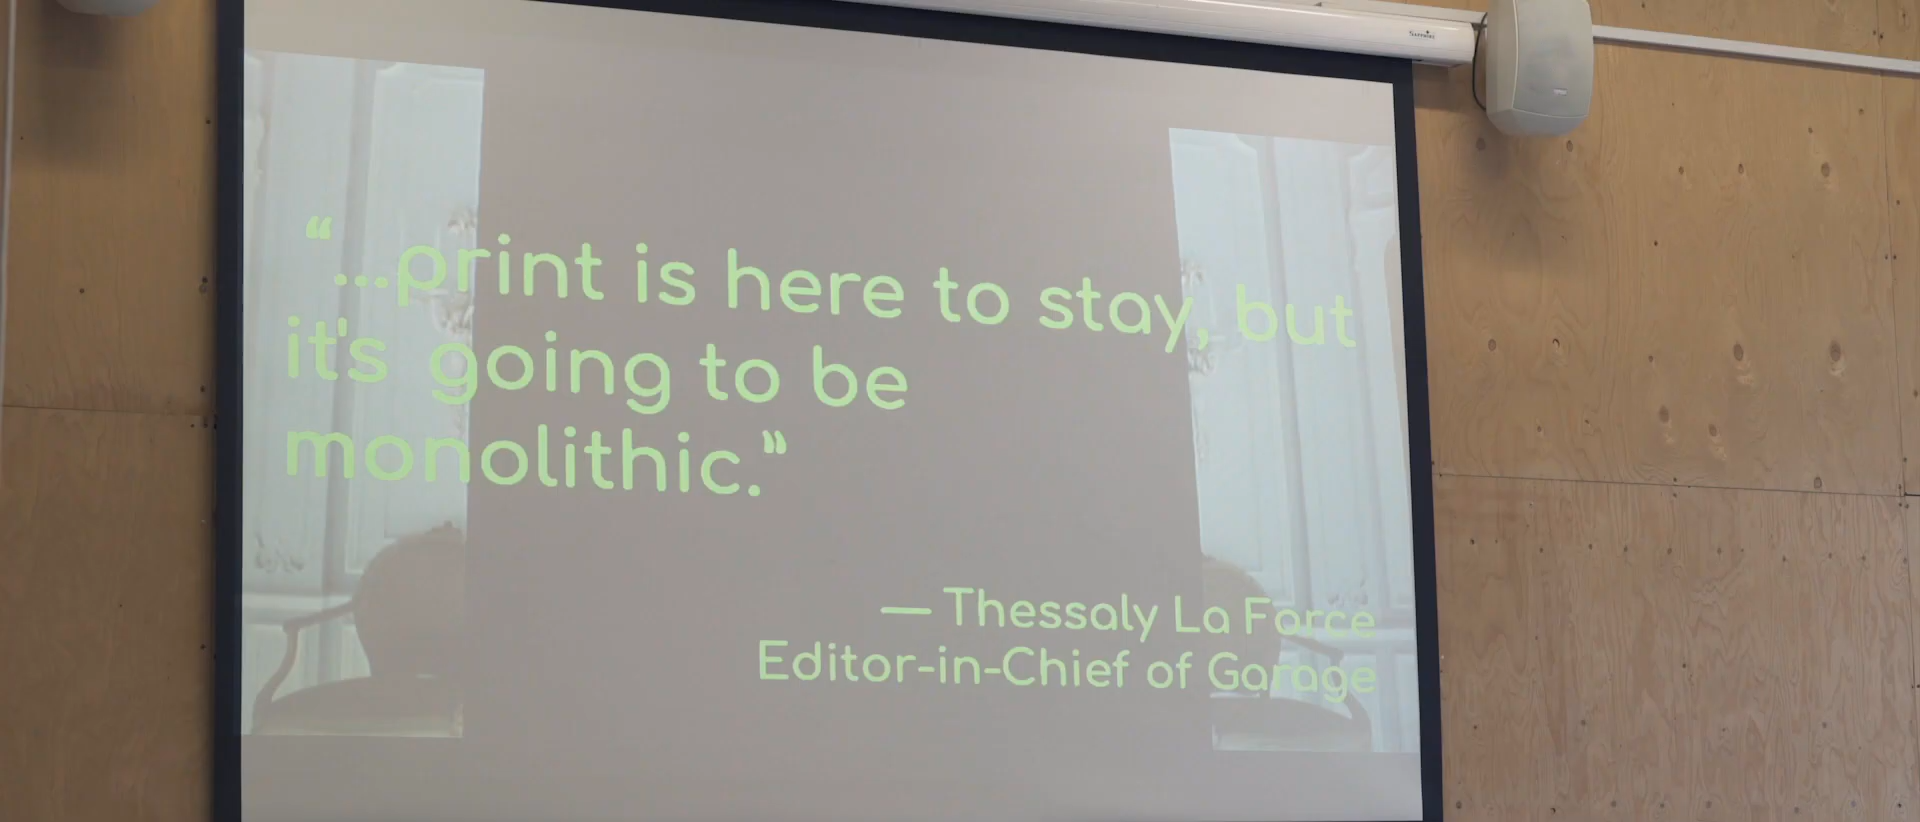 “...print is here to stay, but
it's going to be
monolithic.”
— Thessaly La Force
Editor-in-Chief of Garage